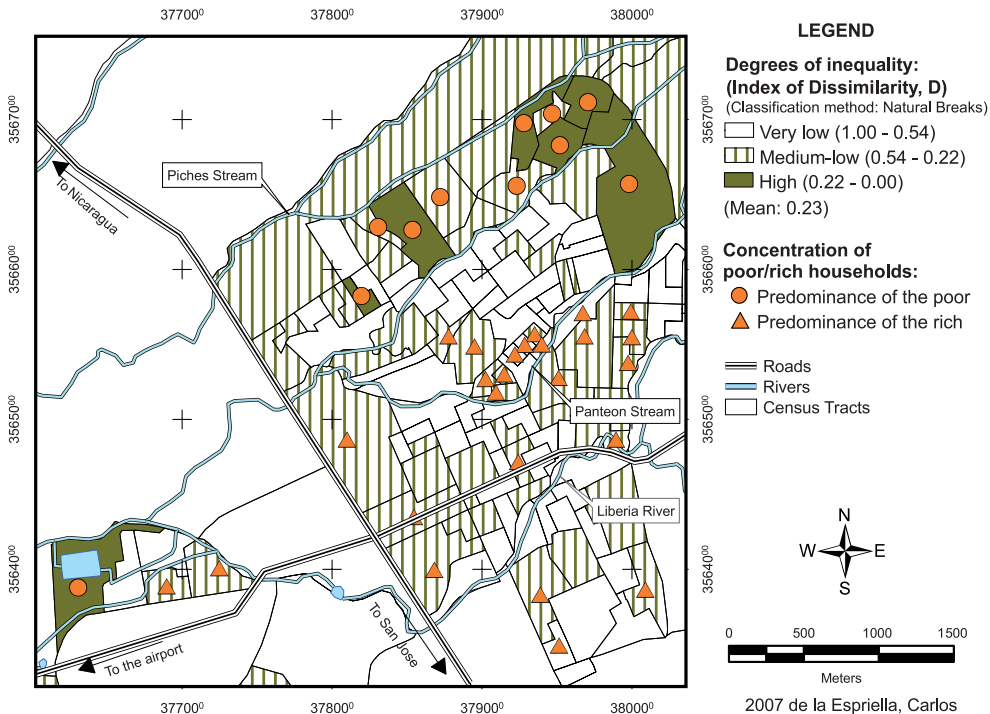 37700⁰ 37800⁰ 37900⁰ 38000⁰
35670⁰⁰
35660⁰⁰
35650⁰⁰
35640⁰⁰
35670⁰⁰
35660⁰⁰
35650⁰⁰
35640⁰⁰
To Nicaragua
Piches Stream
Panteon Stream
Liberia River
To San Jose
To the airport
37700⁰ 37800⁰ 37900⁰ 38000⁰
LEGEND
Degrees of inequality:
(Index of Dissimilarity, D)
(Classification method: Natural Breaks)
Very low (1.00 - 0.54)
Medium-low (0.54 - 0.22)
High (0.22 - 0.00)
(Mean: 0.23)
Concentration of
poor/rich households:
Predominance of the poor
Predominance of the rich
Roads
Rivers
Census Tracts
N
W E
S
0 500 1000 1500
Meters
2007 de la Espriella, Carlos